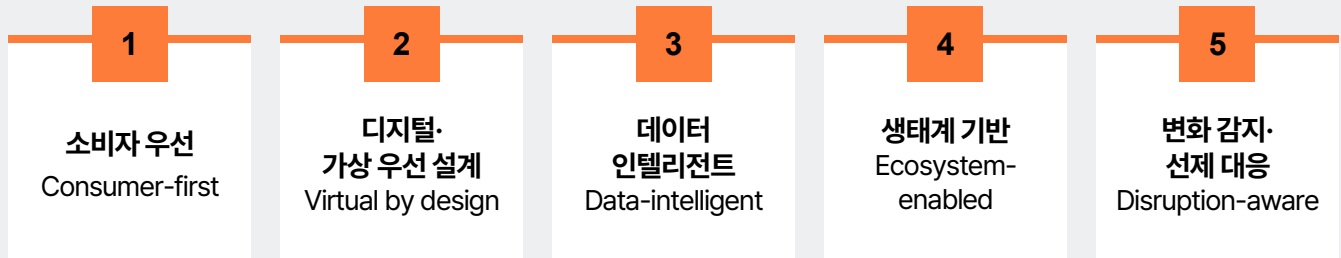 1
소비자 우선
Consumer-first
2
디지털·
가상 우선 설계
Virtual by design
3
데이터
인텔리전트
Data-intelligent
4
생태계 기반
Ecosystem-
enabled
5
변화 감지·
선제 대응
Disruption-aware